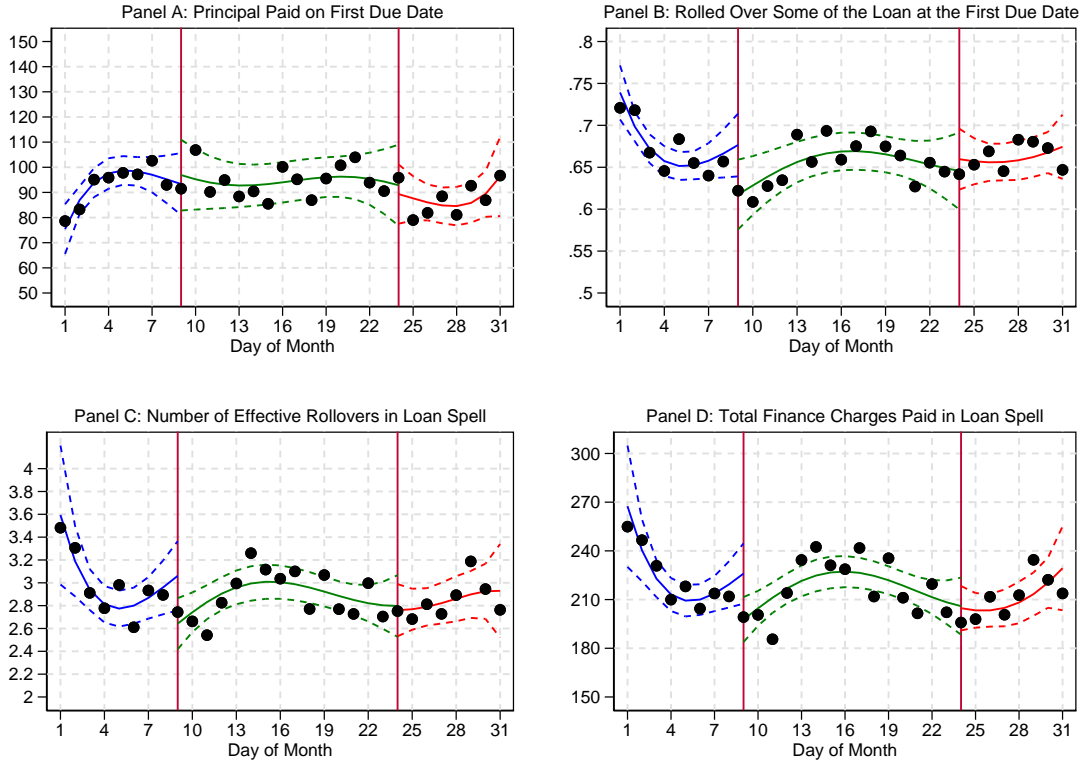 Panel A: Principal Paid on First Due Date
150
140
130
120
110
100
90
80
70
60
50
1 4 7 10 13 16 19 22 25 28 31
Day of Month
Panel B: Rolled Over Some of the Loan at the First Due Date
.8
.75
.7
.65
.6
.55
.5
1 4 7 10 13 16 19 22 25 28 31
Day of Month
Panel C: Number of Effective Rollovers in Loan Spell
4
3.8
3.6
3.4
3.2
3
2.8
2.6
2.4
2.2
2
1 4 7 10 13 16 19 22 25 28 31
Day of Month
Panel D: Total Finance Charges Paid in Loan Spell
300
270
240
210
180
150
1 4 7 10 13 16 19 22 25 28 31
Day of Month